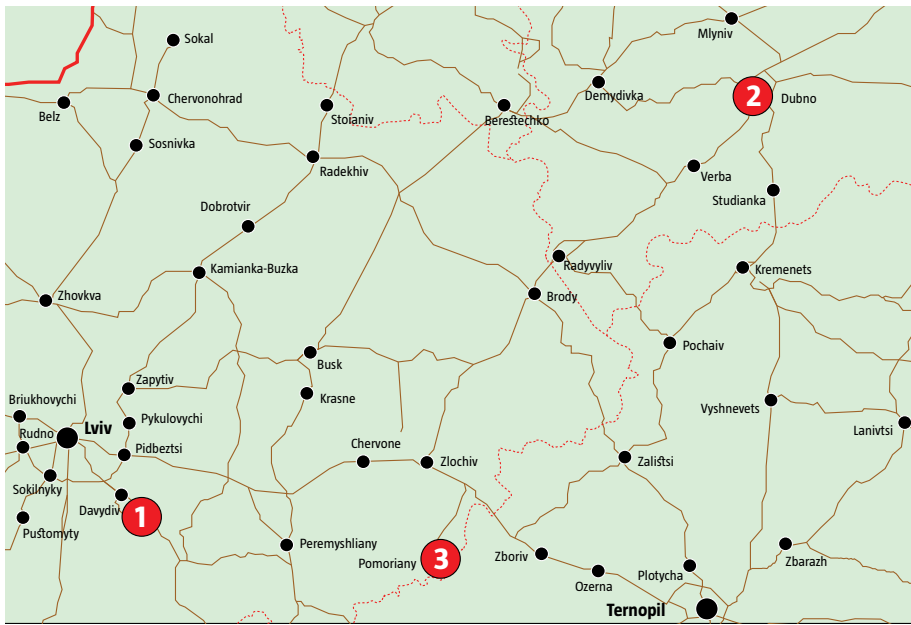 Sokal
Mlyniv
Belz
Chervonohrad
Stoianiv
Berestechko
Demydivka
2
Dubno
Sosnivka
Radekhiv
Verba
Studianka
Dobrotvir
Kamianka-Buzka
Radyvyliv
Kremenets
Zhovkva
Brody
Pochaiv
Busk
Zapytiv
Krasne
Briukhovychi
Pykulovychi
Vyshnevets
Lanivtsi
Rudno
Lviv
Pidbeztsi
Chervone
Zlochiv
Zalistsi
Sokilnyky
Davydiv
1
Pustomyty
Peremyshliany
Pomoriany
3
Zboriv
Ozerna
Plotycha
Zbarazh
Ternopil